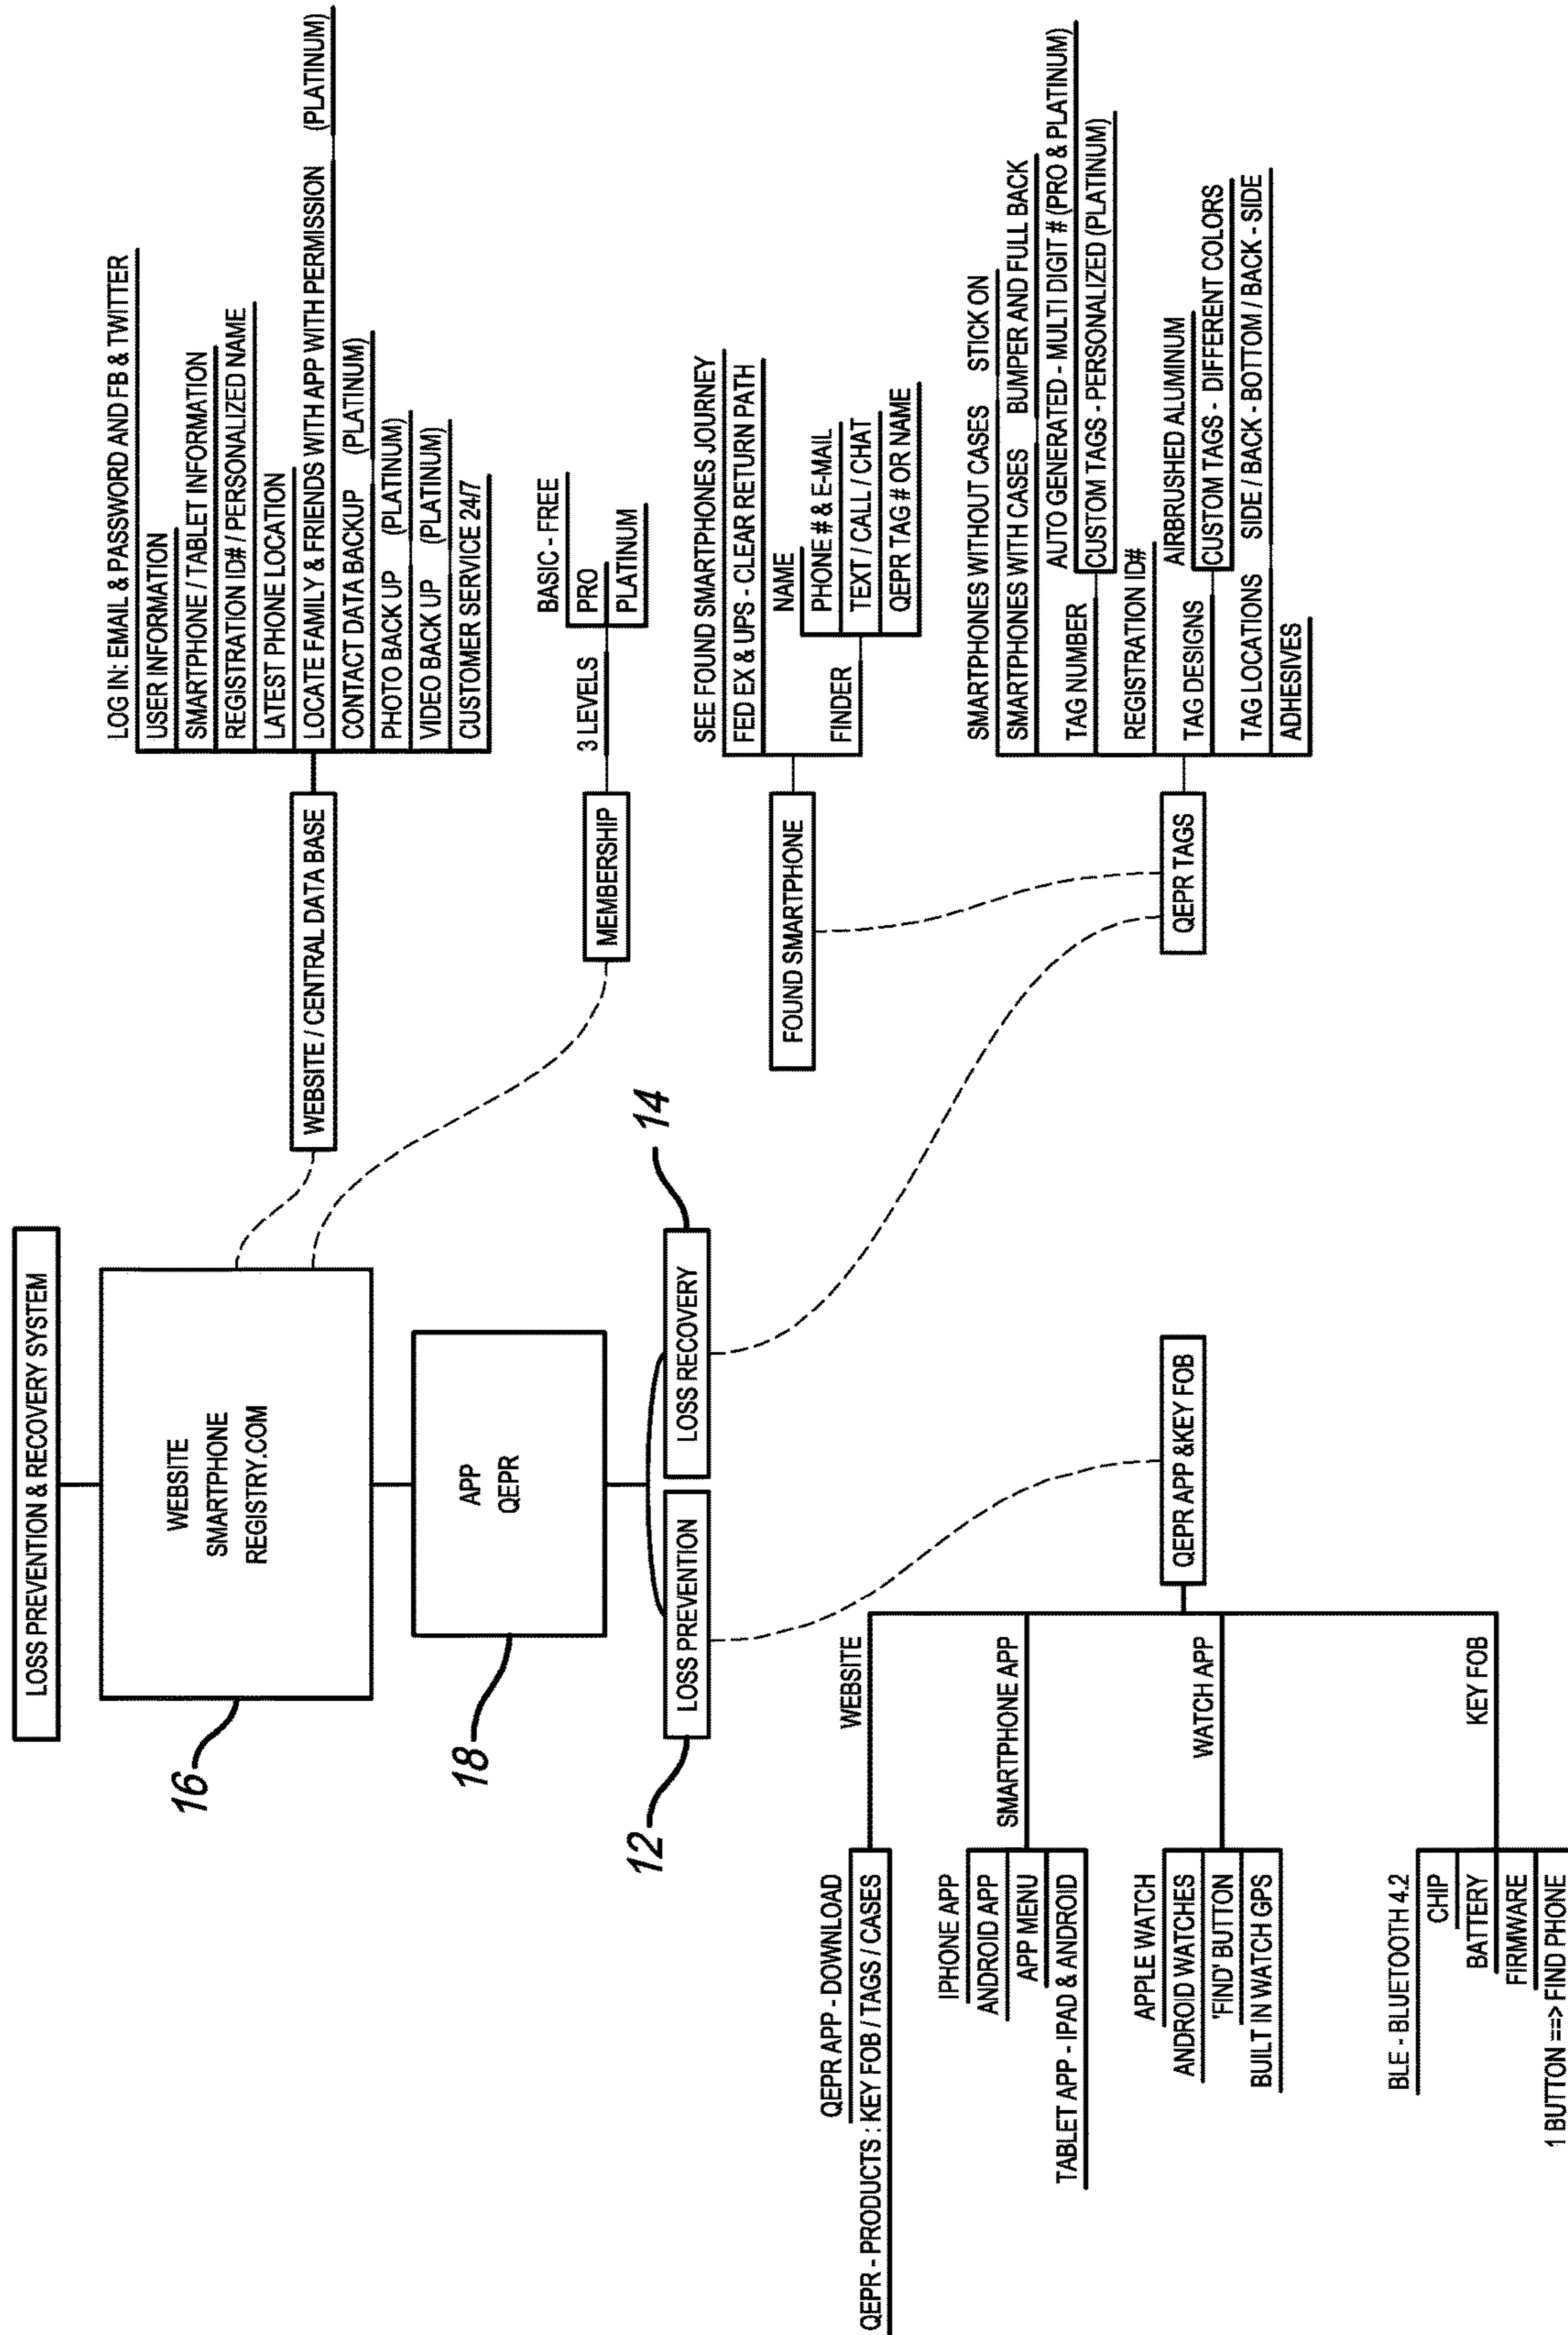 LOSS PREVENTION & RECOVERY SYSTEM
WEBSITE
SMARTPHONE
REGISTRY.COM
16
APP
QEPR
18
LOSS PREVENTION
LOSS RECOVERY
12
14
WEBSITE / CENTRAL DATA BASE
LOG IN: EMAIL & PASSWORD AND FB & TWITTER
USER INFORMATION
SMARTPHONE / TABLET INFORMATION
REGISTRATION ID# / PERSONALIZED NAME
LATEST PHONE LOCATION
LOCATE FAMILY & FRIENDS WITH APP WITH PERMISSION (PLATINUM)
CONTACT DATA BACKUP (PLATINUM)
PHOTO BACK UP (PLATINUM)
VIDEO BACK UP (PLATINUM)
CUSTOMER SERVICE 24/7
MEMBERSHIP
3 LEVELS
BASIC - FREE
PRO
PLATINUM
FOUND SMARTPHONE
SEE FOUND SMARTPHONES JOURNEY
FED EX & UPS - CLEAR RETURN PATH
FINDER
NAME
PHONE # & E-MAIL
TEXT / CALL / CHAT
QEPR TAG # OR NAME
QEPR TAGS
SMARTPHONES WITHOUT CASES STICK ON
SMARTPHONES WITH CASES BUMPER AND FULL BACK
TAG NUMBER
AUTO GENERATED - MULTI DIGIT # (PRO & PLATINUM)
CUSTOM TAGS - PERSONALIZED (PLATINUM)
REGISTRATION ID#
TAG DESIGNS
AIRBRUSHED ALUMINUM
CUSTOM TAGS - DIFFERENT COLORS
TAG LOCATIONS SIDE / BACK - BOTTOM / BACK - SIDE
ADHESIVES
QEPR APP &KEY FOB
WEBSITE
QEPR APP - DOWNLOAD
QEPR - PRODUCTS : KEY FOB / TAGS / CASES
SMARTPHONE APP
IPHONE APP
ANDROID APP
APP MENU
TABLET APP - IPAD & ANDROID
WATCH APP
APPLE WATCH
ANDROID WATCHES
'FIND' BUTTON
BUILT IN WATCH GPS
KEY FOB
BLE - BLUETOOTH 4.2
CHIP
BATTERY
FIRMWARE
1 BUTTON ==> FIND PHONE